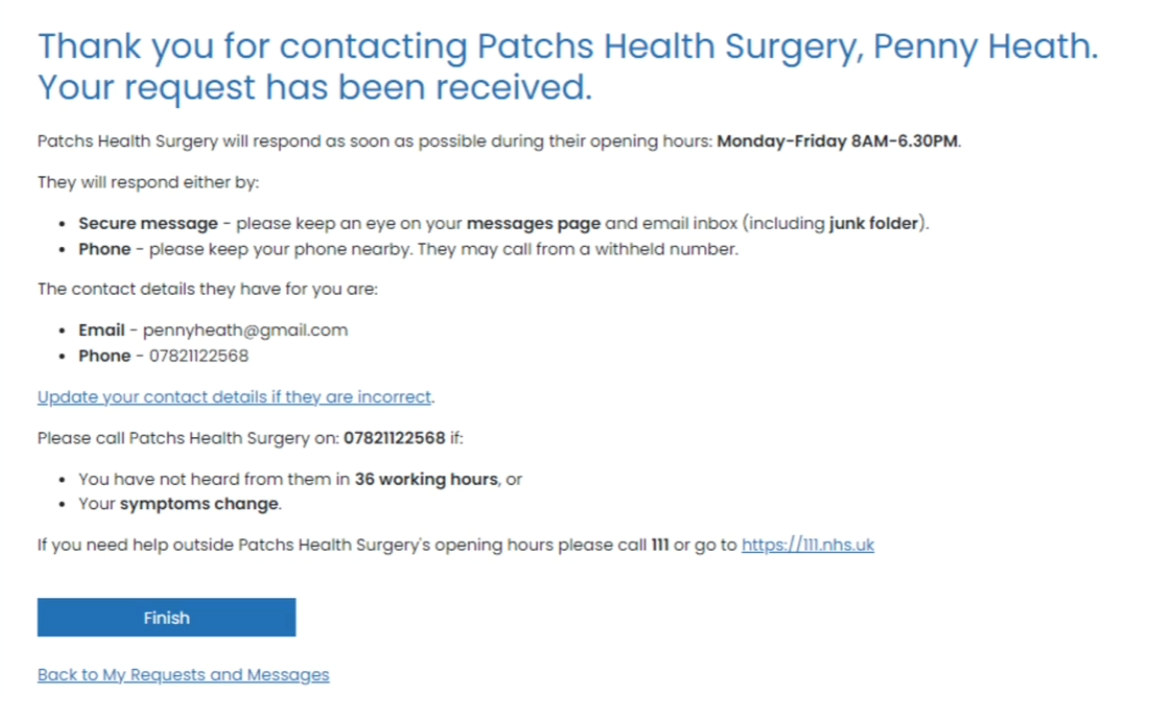 Thank you for contacting Patchs Health Surgery, Penny Heath.
Your request has been received.
Patchs Health Surgery will respond as soon as possible during their opening hours: Monday-Friday 8AM-6.30PM.
They will respond either by:
• Secure message - please keep an eye on your messages page and email inbox (including junk folder).
• Phone - please keep your phone nearby. They may call from a withheld number.
The contact details they have for you are:
• Email - pennyheath@gmail.com
• Phone - 07821122568
Update your contact details if they are incorrect.
Please call Patchs Health Surgery on: 07821122568 if:
• You have not heard from them in 36 working hours, or
• Your symptoms change.
If you need help outside Patchs Health Surgery's opening hours please call 111 or go to https://111.nhs.uk
Finish
Back to My Requests and Messages